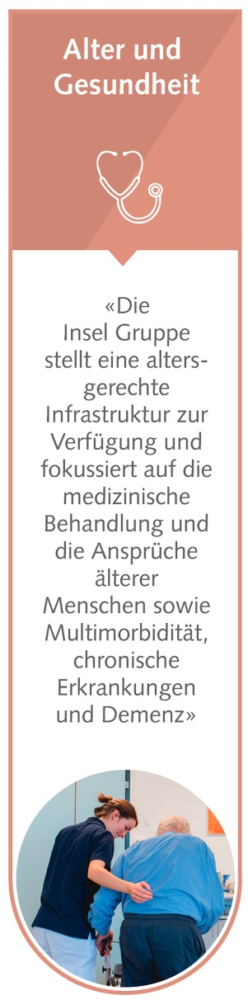 Alter und
Gesundheit
«Die
Insel Gruppe
stellt eine alters-
gerechte
Infrastruktur zur
Verfügung und
fokussiert auf die
medizinische
Behandlung und
die Ansprüche
älterer
Menschen sowie
Multimorbidität,
chronische
Erkrankungen
und Demenz»